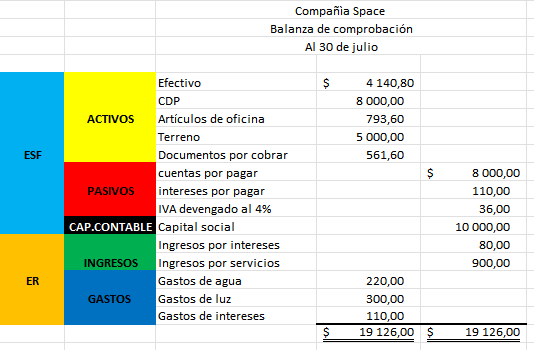 Compañìa Space
Balanza de comprobación
Al 30 de julio
Efectivo $ 4 140,80
CDP 8 000,00
ACTIVOS Artículos de oficina 793,60
Terreno 5 000,00
ESF Documentos por cobrar 561,60
cuentas por pagar $ 8 000,00
PASIVOS intereses por pagar 110,00
IVA devengado al 4% 36,00
CAP.CONTABLE Capital social 10 000,00
Ingresos por intereses 80,00
INGRESOS Ingresos por servicios 900,00
ER Gastos de agua 220,00
GASTOS Gastos de luz 300,00
Gastos de intereses 110,00
$ 19 126,00 $ 19 126,00